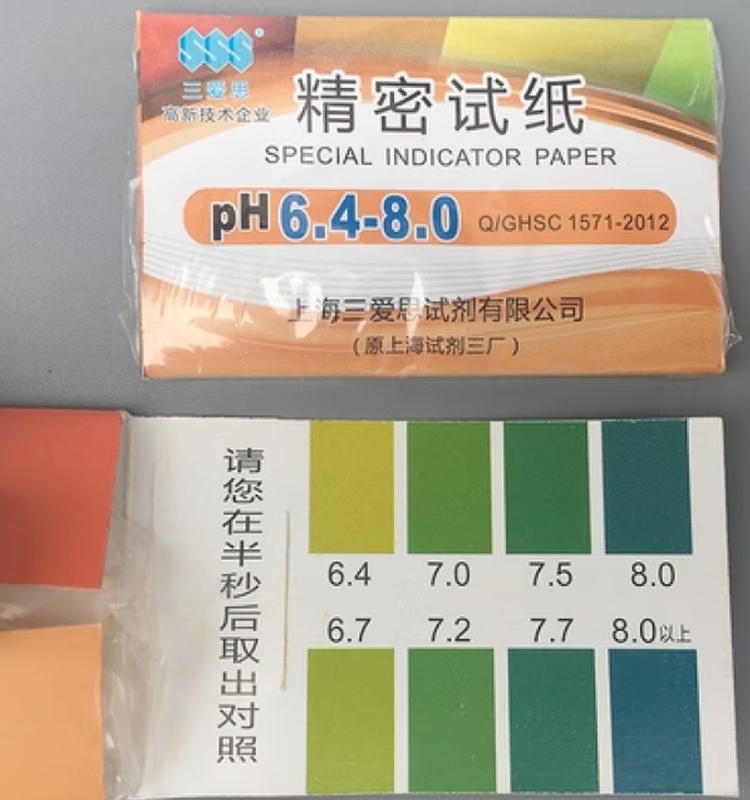 SSS®
三爱思
高新技术企业
精密试纸
SPECIAL INDICATOR PAPER
pH 6.4-8.0 Q/GHSC 1571-2012
上海三爱思试剂有限公司
(原上海试剂三厂)
请您在半秒后取出对照
6.4 7.0 7.5 8.0
6.7 7.2 7.7 8.0以上